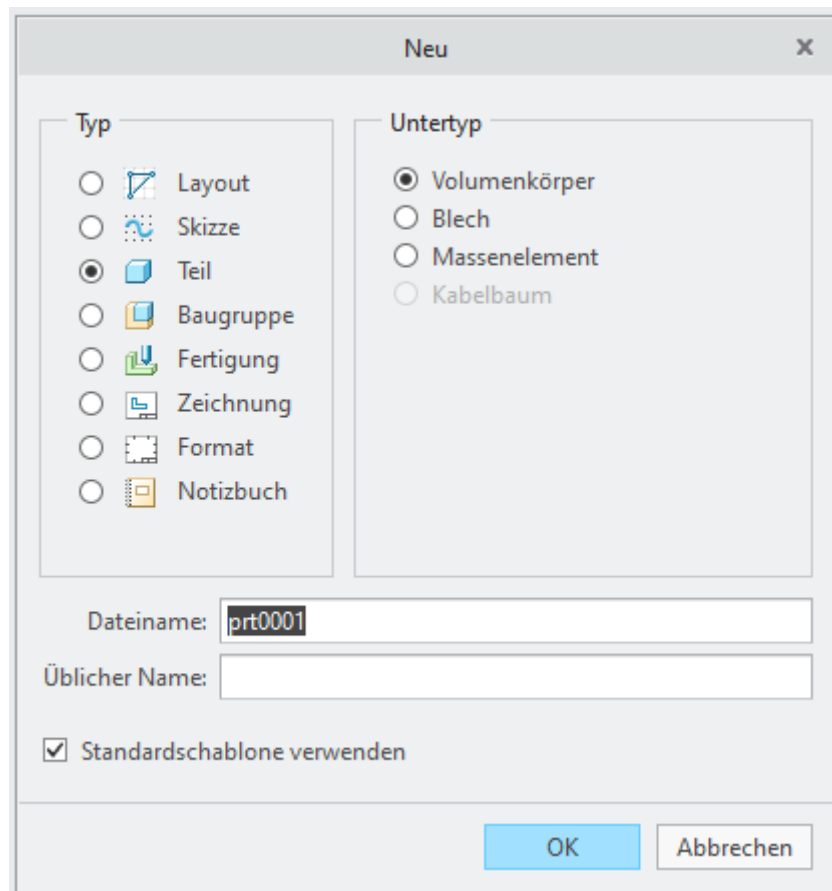 Neu
Typ
Layout
Skizze
Teil
Baugruppe
Fertigung
Zeichnung
Format
Notizbuch
Untertyp
Volumenkörper
Blech
Massenelement
Kabelbaum
Dateiname: prt0001
Üblicher Name:
Standardschablone verwenden
OK Abbrechen